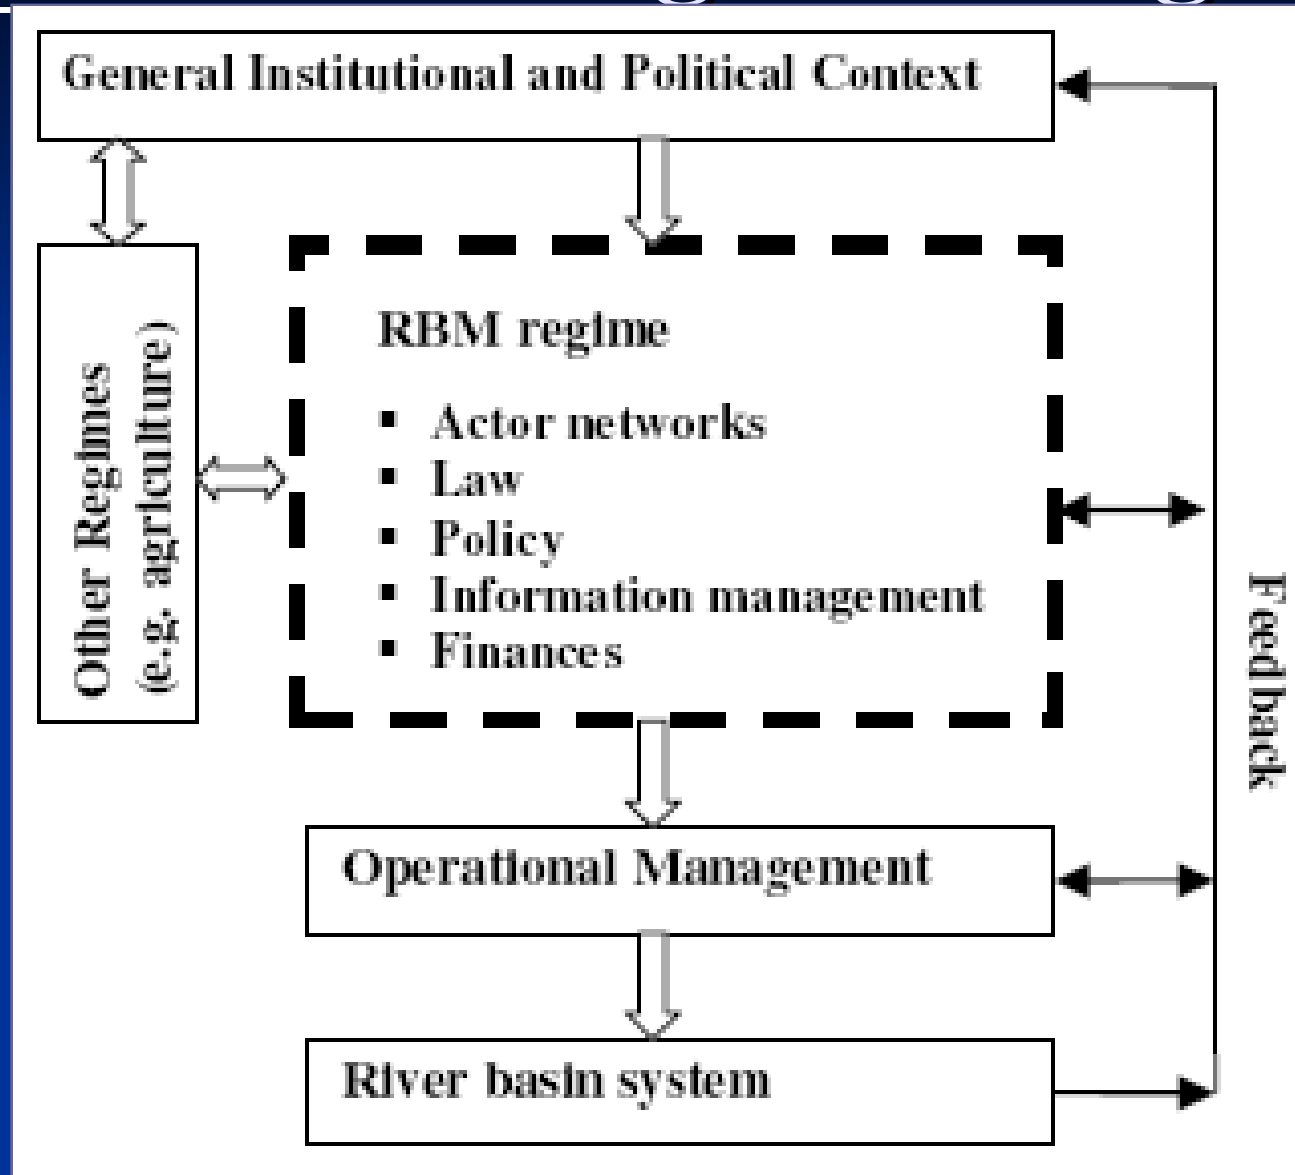 General Institutional and Political Context
Other Regimes
(e.g. agriculture)
RBM regime
▪ Actor networks
▪ Law
▪ Policy
▪ Information management
▪ Finances
Feedback
Operational Management
River basin system